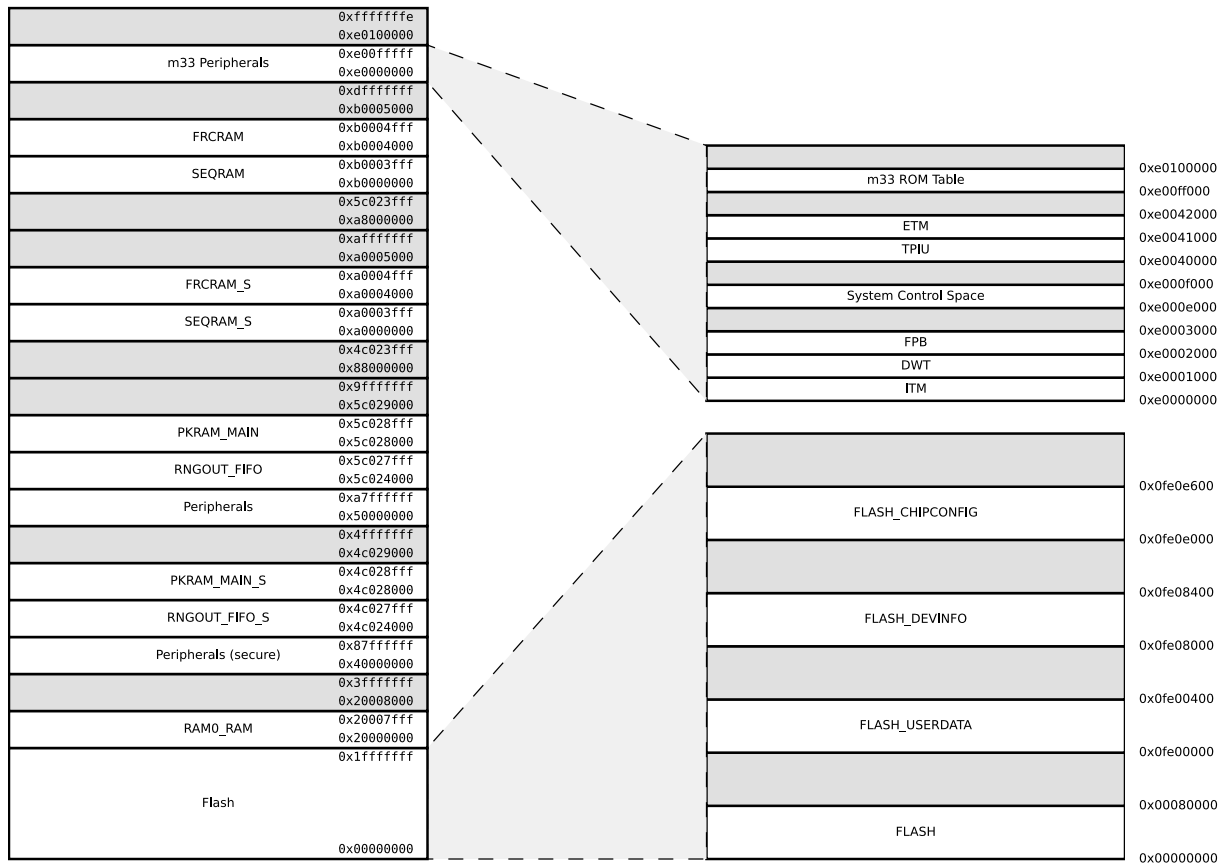 0xfffffffe
0xe0100000
0xe00fffff
m33 Peripherals
0xe0000000
0xdfffffff
0xb0005000
0xb0004fff
FRCRAM
0xb0004000
0xb0003fff
SEQRAM
0xb0000000
0x5c023fff
0xa8000000
0xafffffff
0xa0005000
0xa0004fff
FRCRAM_S
0xa0004000
0xa0003fff
SEQRAM_S
0xa0000000
0x4c023fff
0x88000000
0x9fffffff
0x5c029000
0x5c028fff
PKRAM_MAIN
0x5c028000
0x5c027fff
RNGOUT_FIFO
0x5c024000
0xa7ffffff
Peripherals
0x50000000
0x4fffffff
0x4c029000
0x4c028fff
PKRAM_MAIN_S
0x4c028000
0x4c027fff
RNGOUT_FIFO_S
0x4c024000
0x87ffffff
Peripherals (secure)
0x40000000
0x3fffffff
0x20008000
0x20007fff
RAM0_RAM
0x20000000
0x1fffffff
Flash
0x00000000
0xe0100000
m33 ROM Table
0xe00ff000
0xe0042000
ETM
0xe0041000
TPIU
0xe0040000
0xe000f000
System Control Space
0xe000e000
0xe0003000
FPB
0xe0002000
DWT
0xe0001000
ITM
0xe0000000
0x0fe0e600
FLASH_CHIPCONFIG
0x0fe0e000
0x0fe08400
FLASH_DEVINFO
0x0fe08000
0x0fe00400
FLASH_USERDATA
0x0fe00000
0x00080000
FLASH
0x00000000